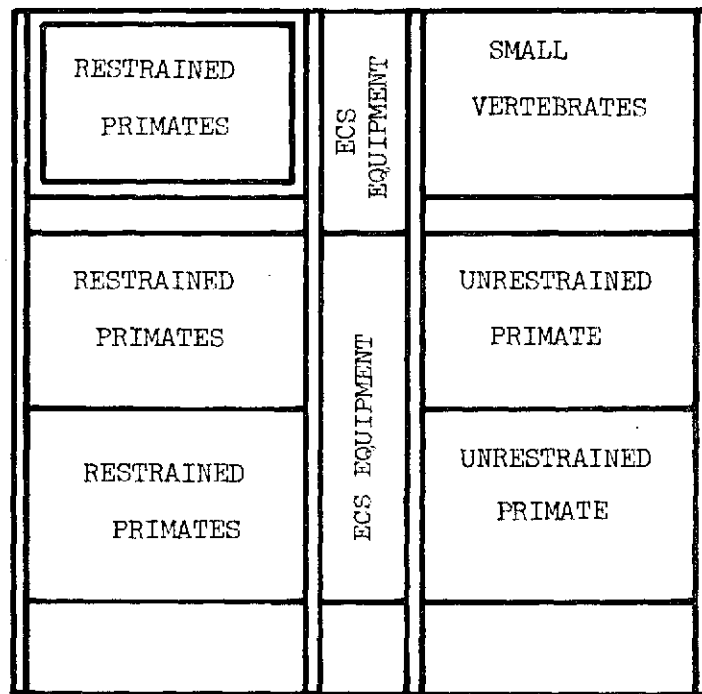 RESTRAINED
PRIMATES
ECS
EQUIPMENT
SMALL
VERTEBRATES
RESTRAINED
PRIMATES
ECS EQUIPMENT
UNRESTRAINED
PRIMATE
RESTRAINED
PRIMATES
UNRESTRAINED
PRIMATE